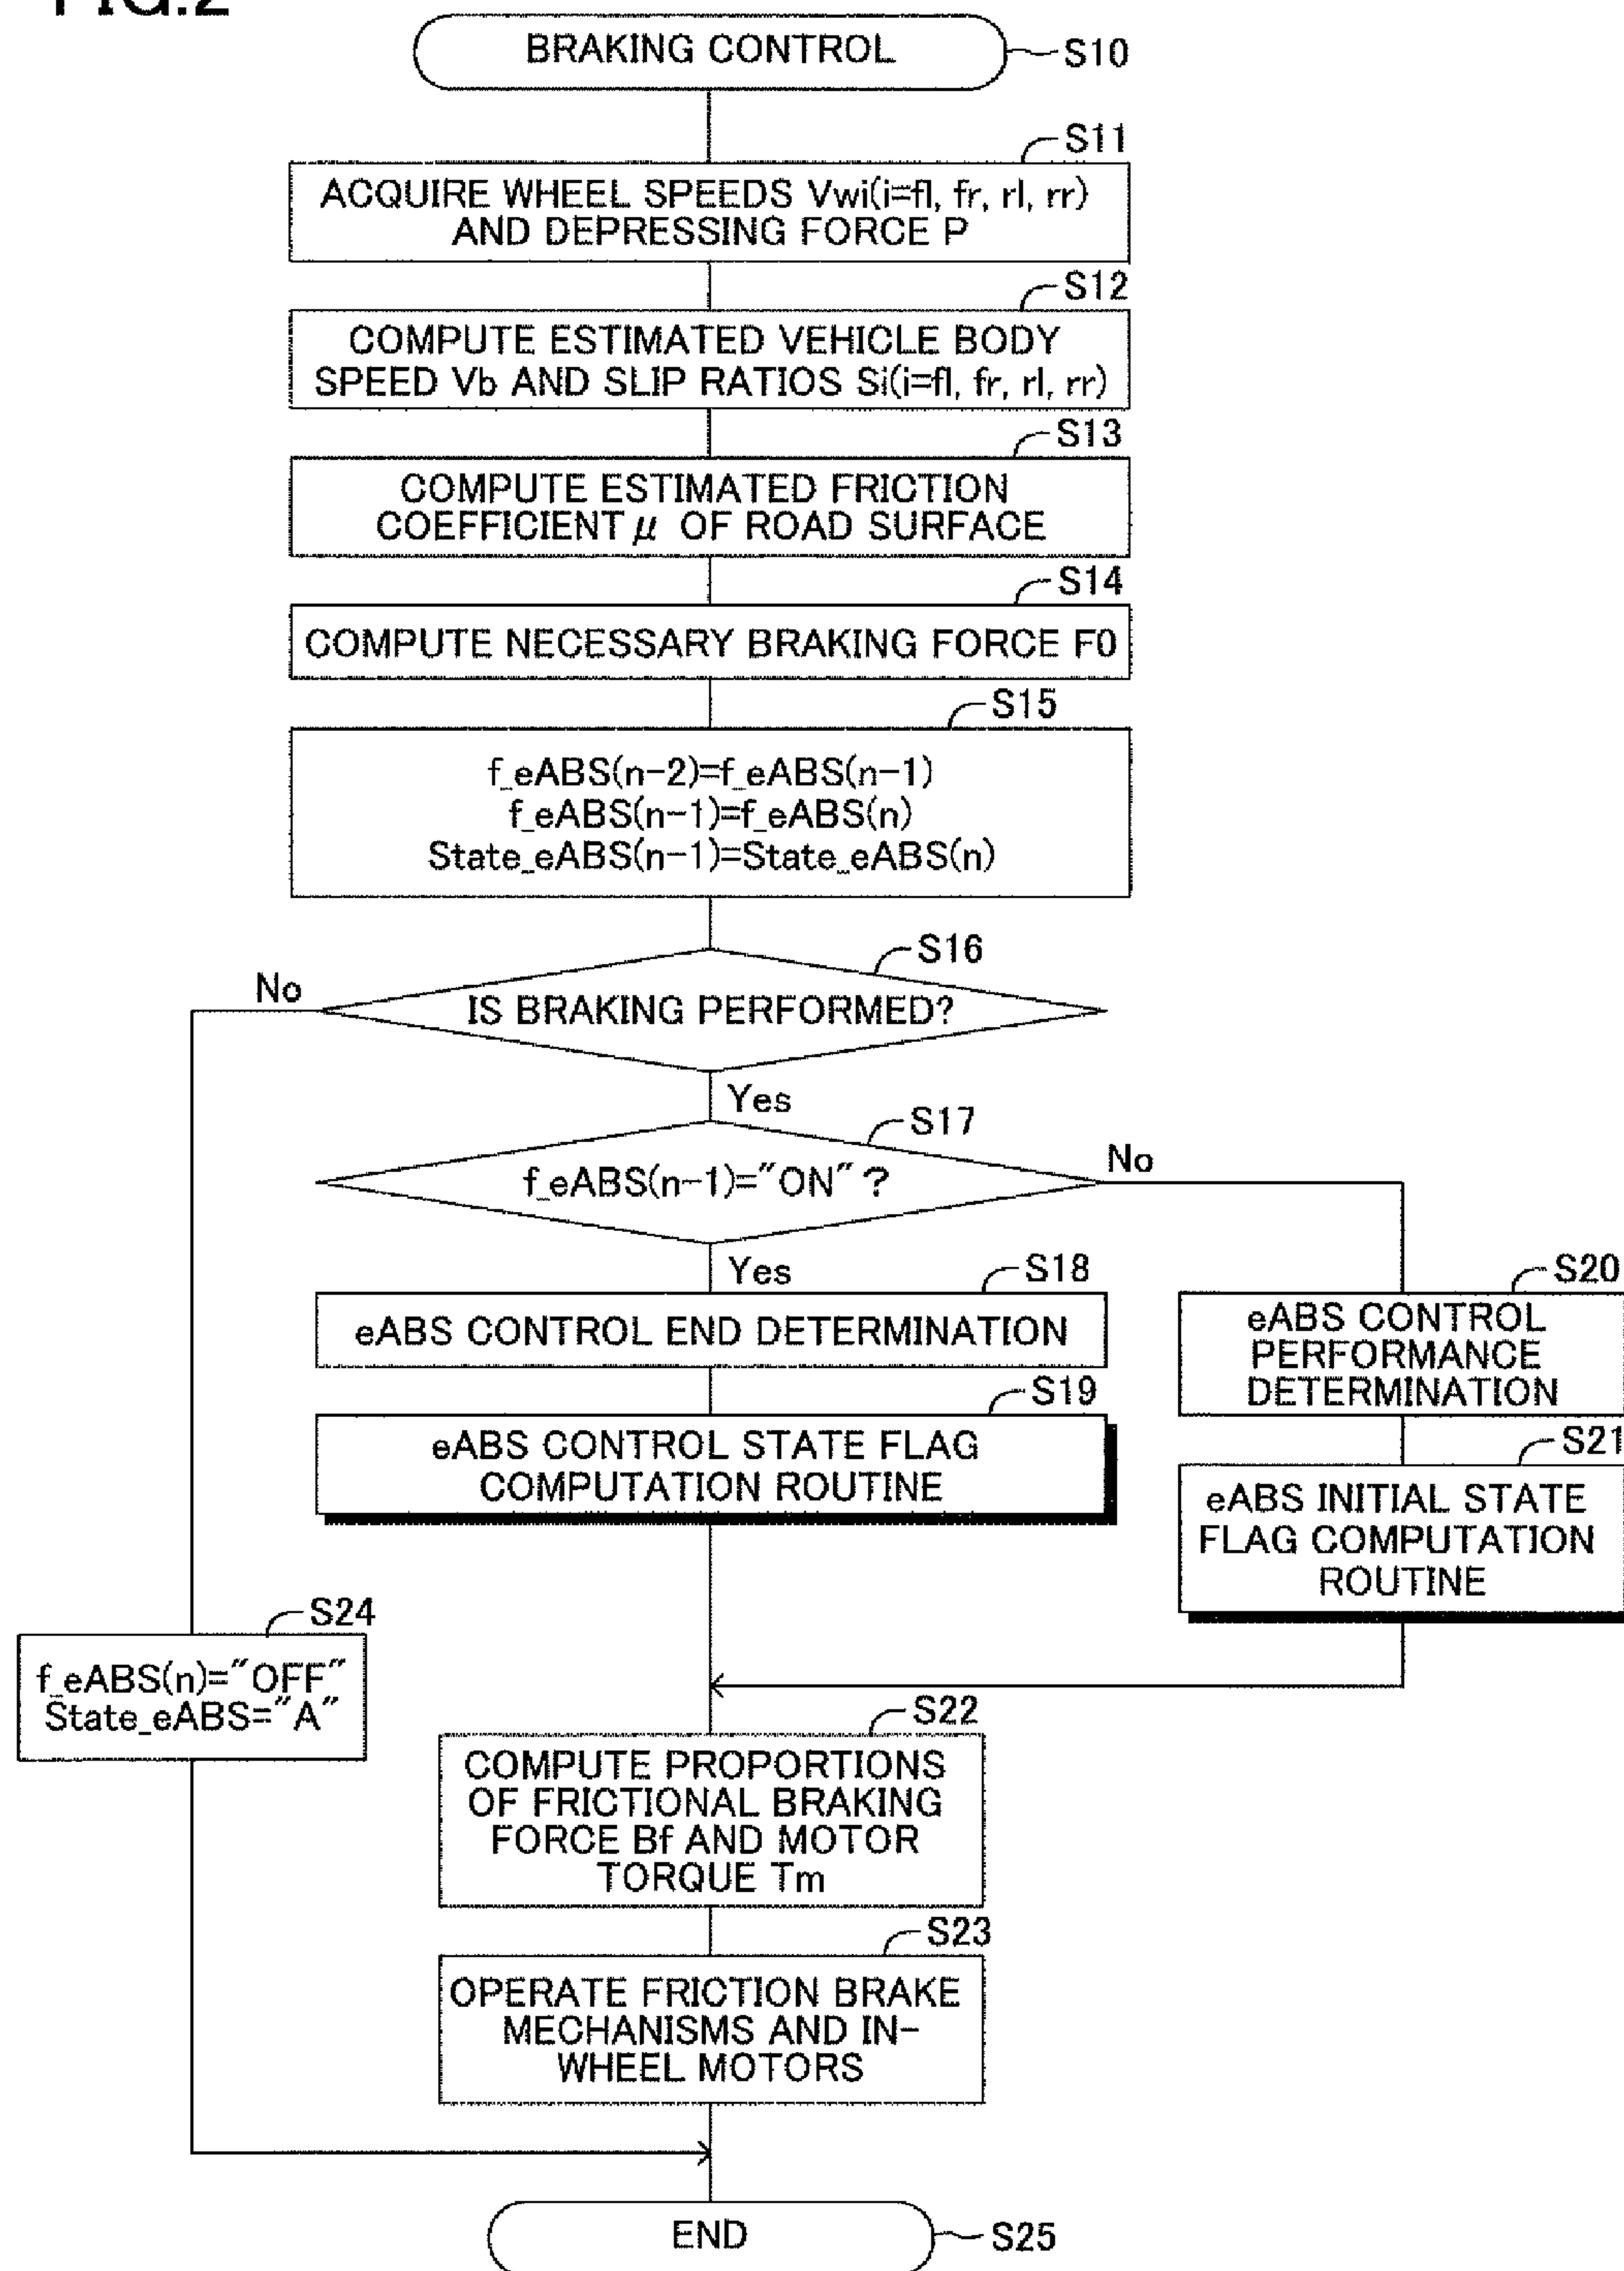 FIG.2
BRAKING CONTROL
S10
S11
ACQUIRE WHEEL SPEEDS Vwi(i=fl, fr, rl, rr)
AND DEPRESSING FORCE P
S12
COMPUTE ESTIMATED VEHICLE BODY
SPEED Vb AND SLIP RATIOS Si(i=fl, fr, rl, rr)
S13
COMPUTE ESTIMATED FRICTION
COEFFICIENT μ OF ROAD SURFACE
S14
COMPUTE NECESSARY BRAKING FORCE F0
S15
f_eABS(n-2)=f_eABS(n-1)
f_eABS(n-1)=f_eABS(n)
State_eABS(n-1)=State_eABS(n)
S16
No
IS BRAKING PERFORMED?
Yes
S17
f_eABS(n-1)="ON"?
No
Yes
S18
eABS CONTROL END DETERMINATION
S19
eABS CONTROL STATE FLAG
COMPUTATION ROUTINE
S20
eABS CONTROL
PERFORMANCE
DETERMINATION
S21
eABS INITIAL STATE
FLAG COMPUTATION
ROUTINE
S24
f_eABS(n)="OFF"
State_eABS="A"
S22
COMPUTE PROPORTIONS
OF FRICTIONAL BRAKING
FORCE Bf AND MOTOR
TORQUE Tm
S23
OPERATE FRICTION BRAKE
MECHANISMS AND IN-
WHEEL MOTORS
END
S25